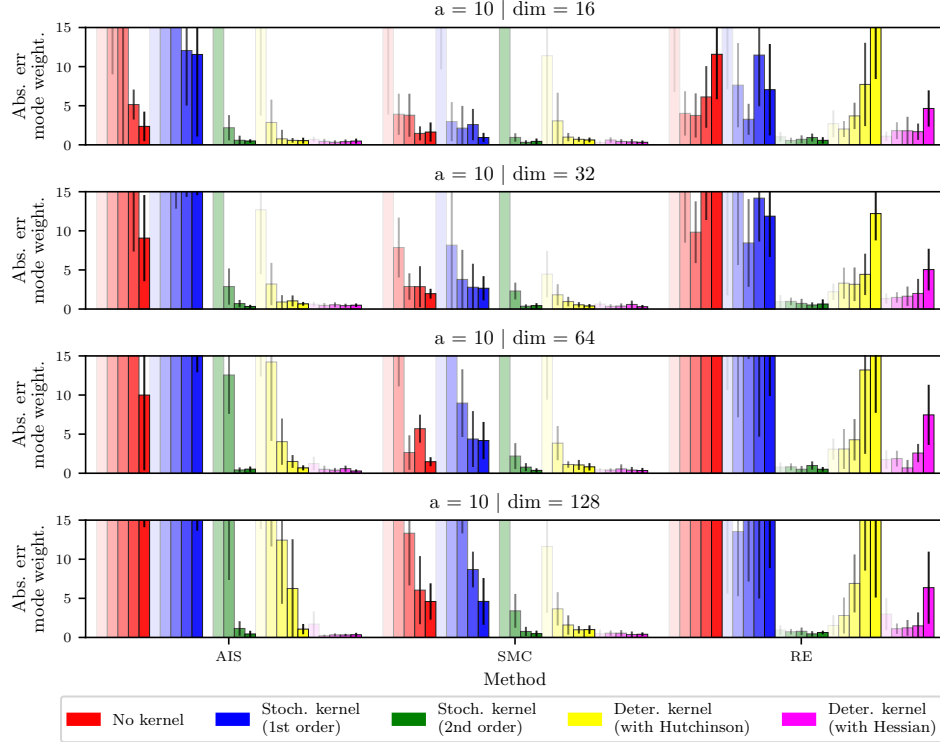 a = 10 | dim = 16
Abs. err
mode weight.
15
10
5
0
a = 10 | dim = 32
Abs. err
mode weight.
15
10
5
0
a = 10 | dim = 64
Abs. err
mode weight.
15
10
5
0
a = 10 | dim = 128
Abs. err
mode weight.
15
10
5
0
AIS SMC RE
Method
No kernel
Stoch. kernel
(1st order)
Stoch. kernel
(2nd order)
Deter. kernel
(with Hutchinson)
Deter. kernel
(with Hessian)